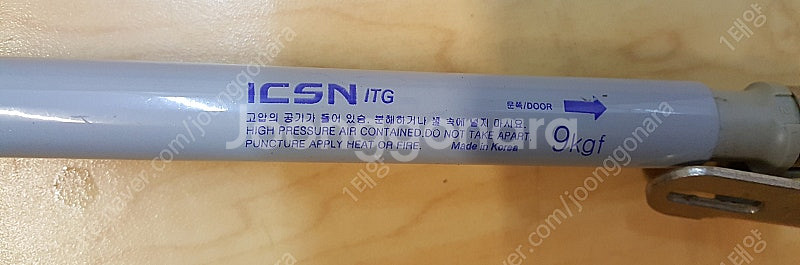 ICSN ITG
문쪽/DOOR
고압의 공기가 들어 있슴. 분해하거나 불 속에 넣지 마시요.
HIGH PRESSURE AIR CONTAINED,DO NOT TAKE APART,
PUNCTURE APPLY HEAT OR FIRE. Made in Korea
9kgf
Joonggonara